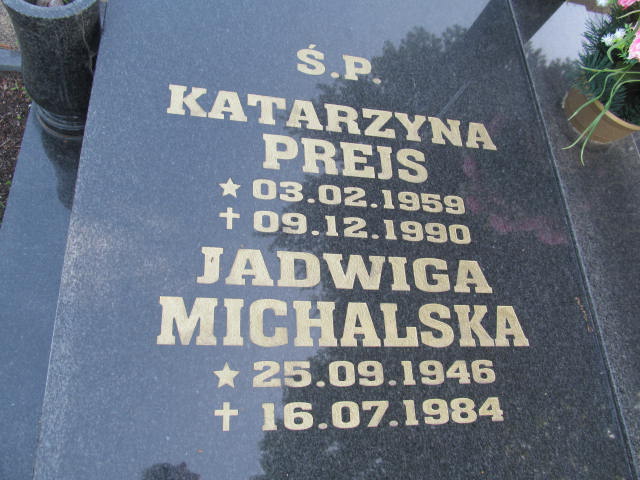 Ś.P.
KATARZYNA
PREJS
★ 03.02.1959
✝ 09.12.1990
JADWIGA
MICHALSKA
★ 25.09.1946
✝ 16.07.1984